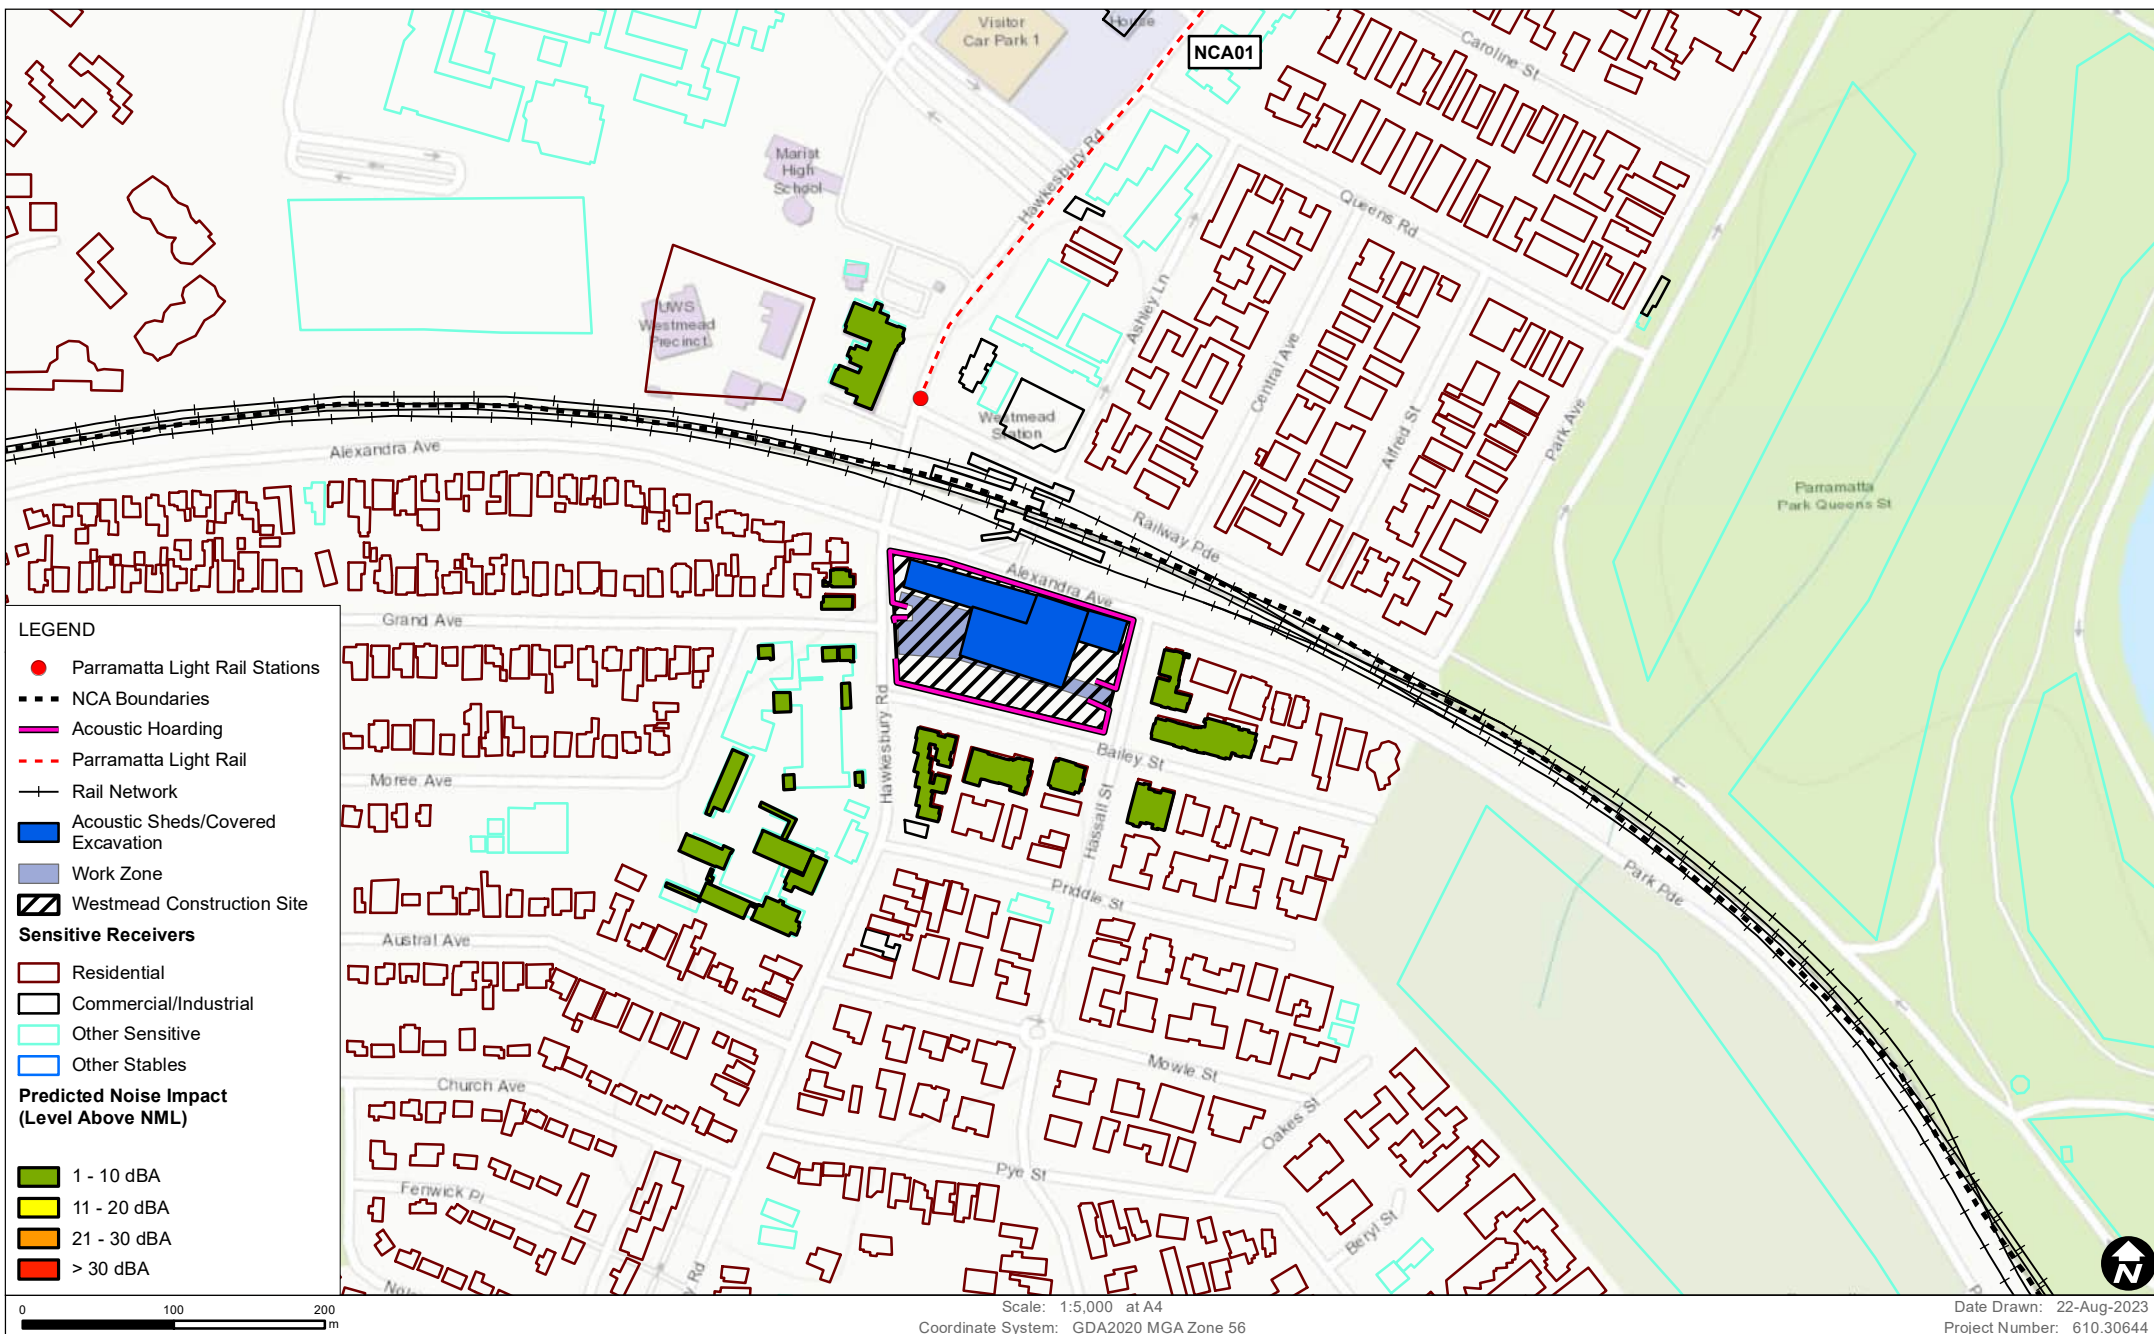 Visitor
Car Park 1
House
NCA01
Caroline St
Marist
High
School
Hawkesbury Rd
Queens Rd
UWS
Westmead
Precinct
Ashley Ln
Central Ave
Alfred St
Park Ave
Westmead
Station
Alexandra Ave
Parramatta
Park Queens St
Railway Pde
Alexandra Ave
Grand Ave
Hawkesbury Rd
Bailey St
Moree Ave
Hassall St
Priddle St
Park Pde
Austral Ave
Mowle St
Church Ave
Oakes St
Pye St
Fenwick Pl
Beryl St
y Rd
LEGEND
Parramatta Light Rail Stations
NCA Boundaries
Acoustic Hoarding
Parramatta Light Rail
Rail Network
Acoustic Sheds/Covered
Excavation
Work Zone
Westmead Construction Site
Sensitive Receivers
Residential
Commercial/Industrial
Other Sensitive
Other Stables
Predicted Noise Impact
(Level Above NML)
1 - 10 dBA
11 - 20 dBA
21 - 30 dBA
> 30 dBA
N
0 100 200
m
Scale: 1:5,000 at A4
Coordinate System: GDA2020 MGA Zone 56
Date Drawn: 22-Aug-2023
Project Number: 610.30644